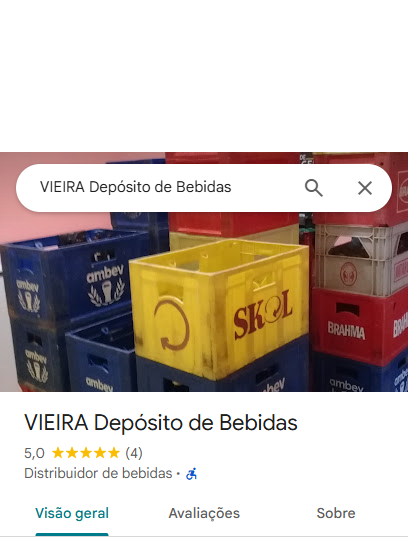 VIEIRA Depósito de Bebidas
ambev
SKOL
BRAHMA
BRAHMA
ambev
ambev
ambev
VIEIRA Depósito de Bebidas
5,0 ★★★★★ (4)
Distribuidor de bebidas ·
Visão geral Avaliações Sobre